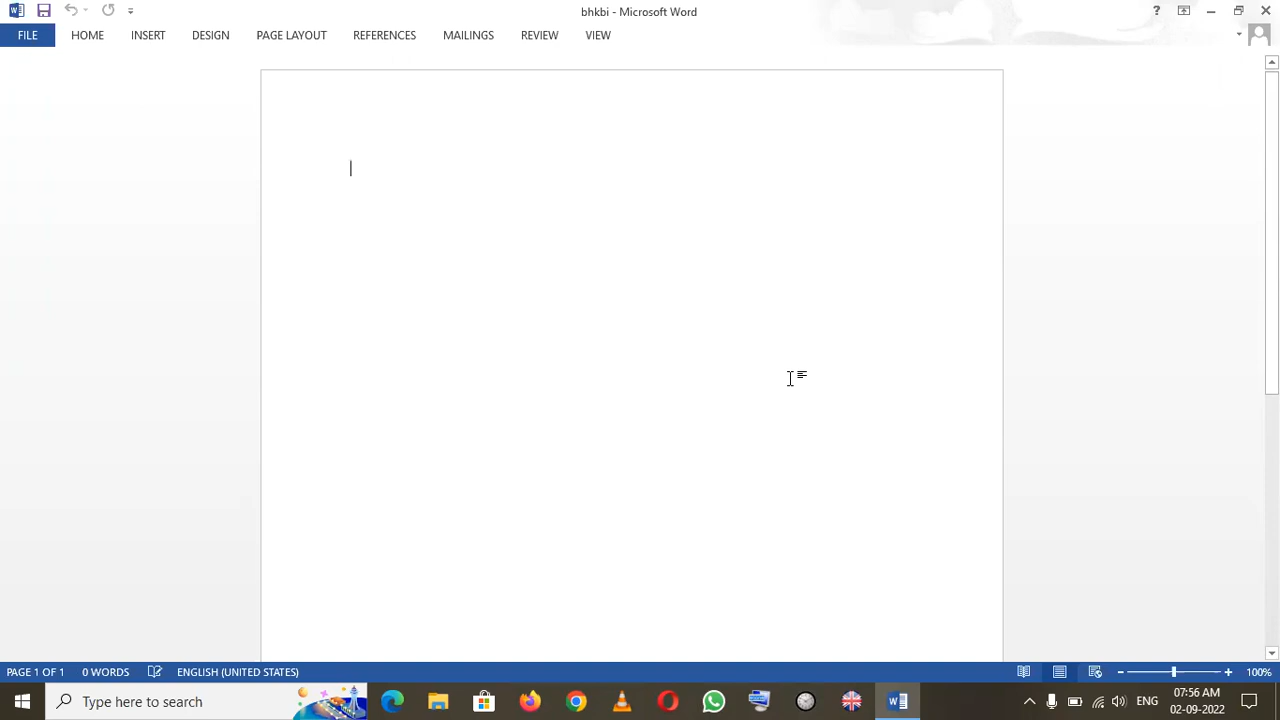 bhkbi - Microsoft Word
?
FILE HOME INSERT DESIGN PAGE LAYOUT REFERENCES MAILINGS REVIEW VIEW
PAGE 1 OF 1 0 WORDS ENGLISH (UNITED STATES) 100%
Type here to search
ENG
07:56 AM
02-09-2022